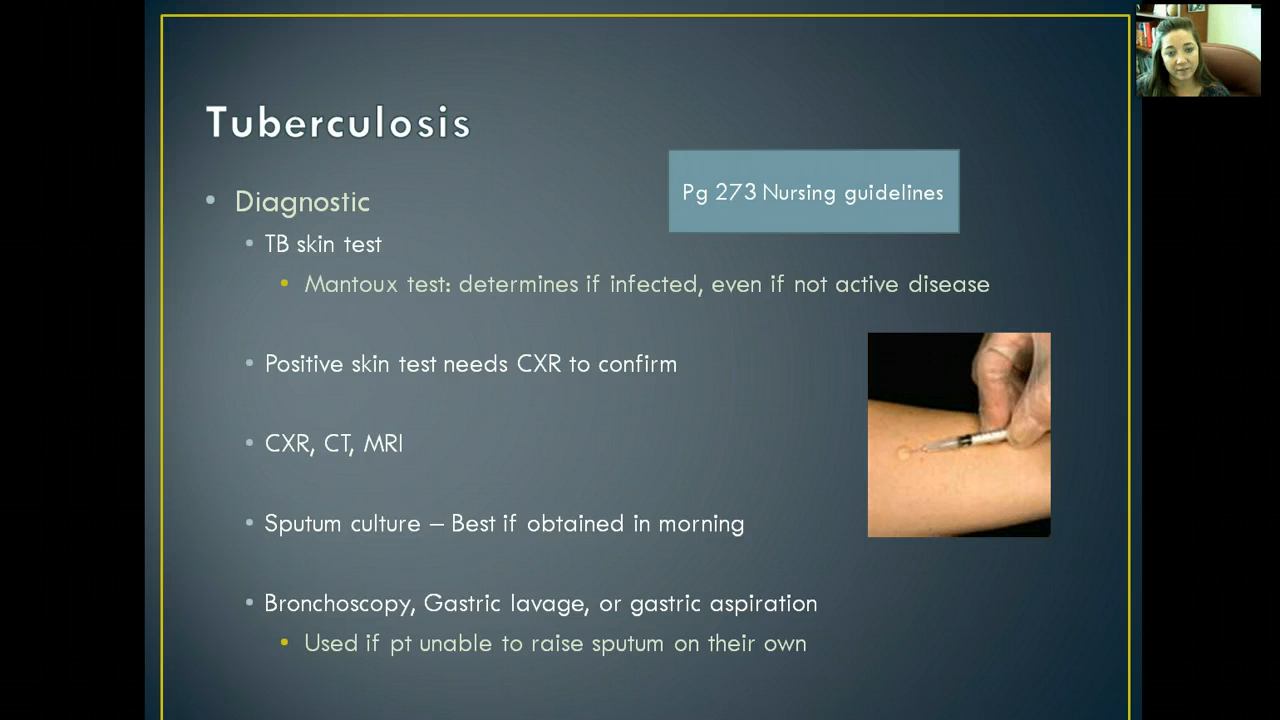 Tuberculosis
Pg 273 Nursing guidelines
Diagnostic
TB skin test
Mantoux test: determines if infected, even if not active disease
Positive skin test needs CXR to confirm
CXR, CT, MRI
Sputum culture – Best if obtained in morning
Bronchoscopy, Gastric lavage, or gastric aspiration
Used if pt unable to raise sputum on their own